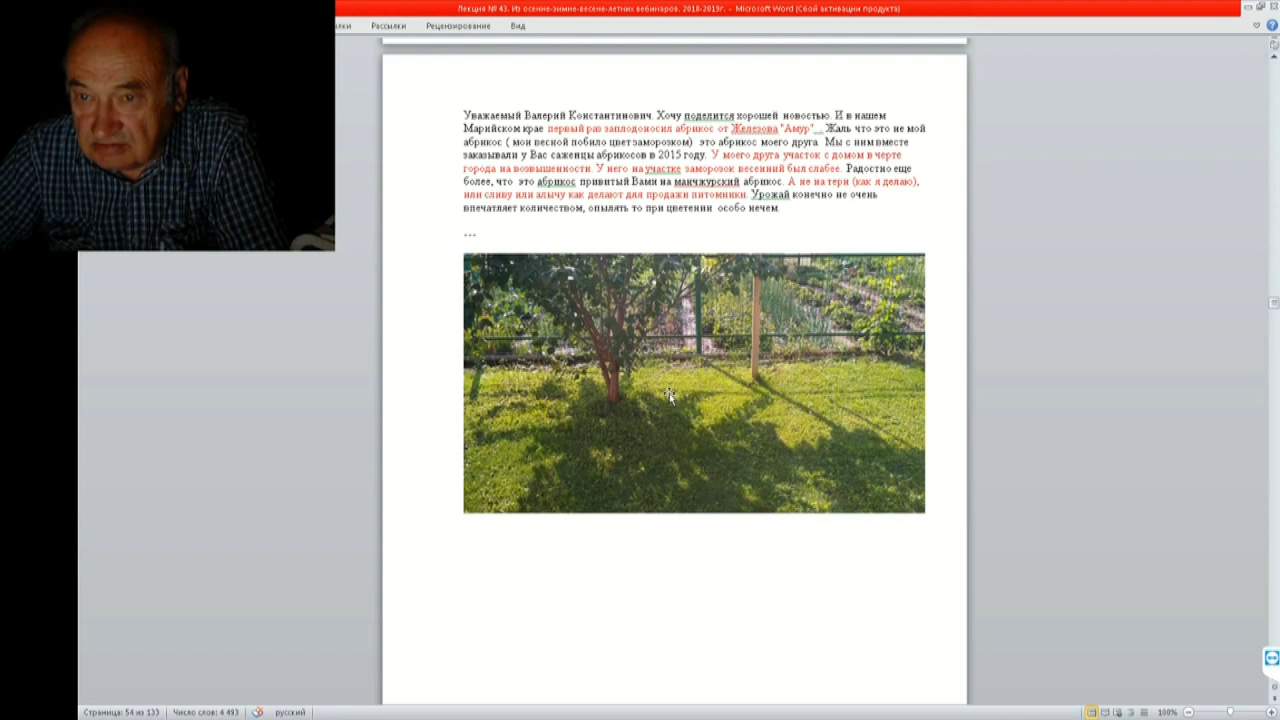 Лекция № 43. Из осенне-зимне-весене-летних вебинаров. 2018-2019г. - Microsoft Word (Сбой активации продукта)
лки Рассылки Рецензирование Вид
Уважаемый Валерий Константинович. Хочу поделится хорошей новостью. И в нашем
Марийском крае первый раз заплодоносил абрикос от Железова "Амур" . Жаль что это не мой
абрикос ( мои весной побило цвет заморозком) это абрикос моего друга. Мы с ним вместе
заказывали у Вас саженцы абрикосов в 2015 году. У моего друга участок с домом в черте
города на возвышенности. У него на участке заморозок весенний был слабее. Радостно еще
более, что это абрикос привитый Вами на манчжурский абрикос. А не на терн (как я делаю),
или сливу или алычу как делают для продажи питомники. Урожай конечно не очень
впечатляет количеством, опылять то при цветении особо нечем.
---
Страница: 54 из 133 Число слов: 4 493 русский 100%